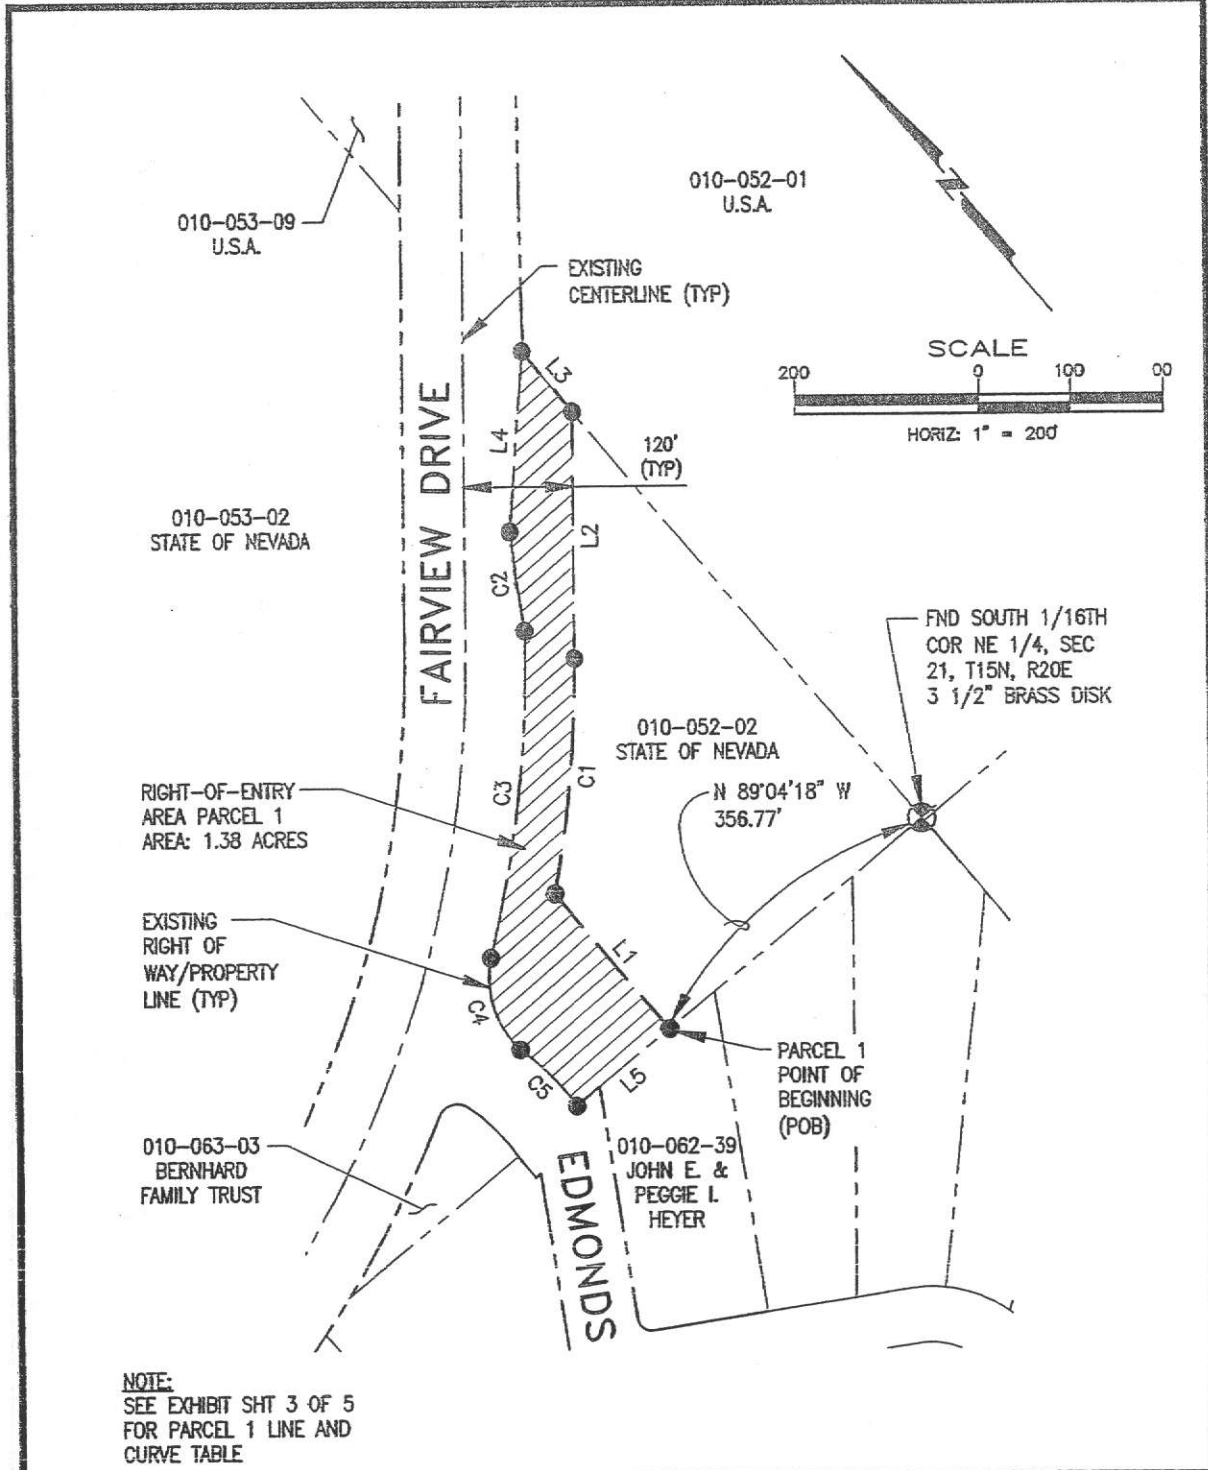 010-053-09
U.S.A.
010-052-01
U.S.A.
EXISTING
CENTERLINE (TYP)
SCALE
200 0 100 00
HORIZ: 1" = 200'
L3
L4
120'
(TYP)
FAIRVIEW DRIVE
010-053-02
STATE OF NEVADA
L2
C2
FND SOUTH 1/16TH
COR NE 1/4, SEC
21, T15N, R20E
3 1/2" BRASS DISK
010-052-02
STATE OF NEVADA
N 89°04'18" W
356.77'
C1
C3
RIGHT-OF-ENTRY
AREA PARCEL 1
AREA: 1.38 ACRES
EXISTING
RIGHT OF
WAY/PROPERTY
LINE (TYP)
L1
C4
C5
L5
PARCEL 1
POINT OF
BEGINNING
(POB)
010-063-03
BERNHARD
FAMILY TRUST
010-062-39
JOHN E. &
PEGGIE I.
HEYER
EDMONDS
NOTE:
SEE EXHIBIT SHT 3 OF 5
FOR PARCEL 1 LINE AND
CURVE TABLE